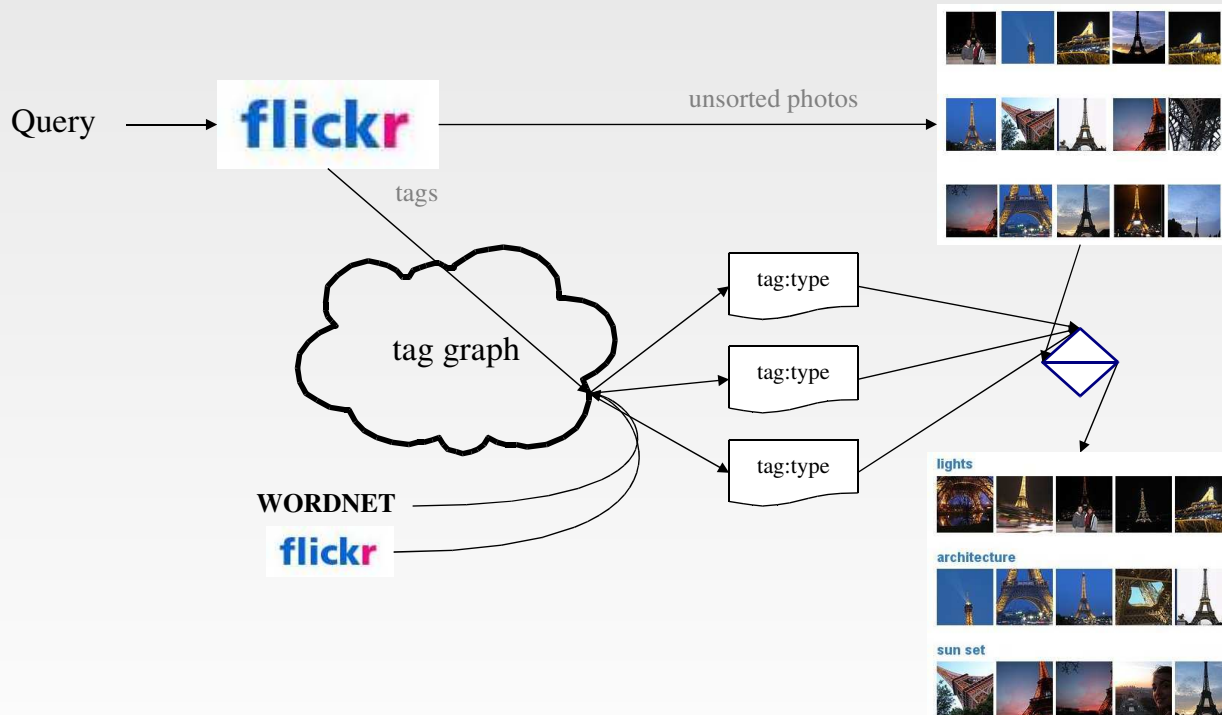 Query
flickr
unsorted photos
tags
tag graph
tag:type
tag:type
tag:type
WORDNET
flickr
lights
architecture
sun set